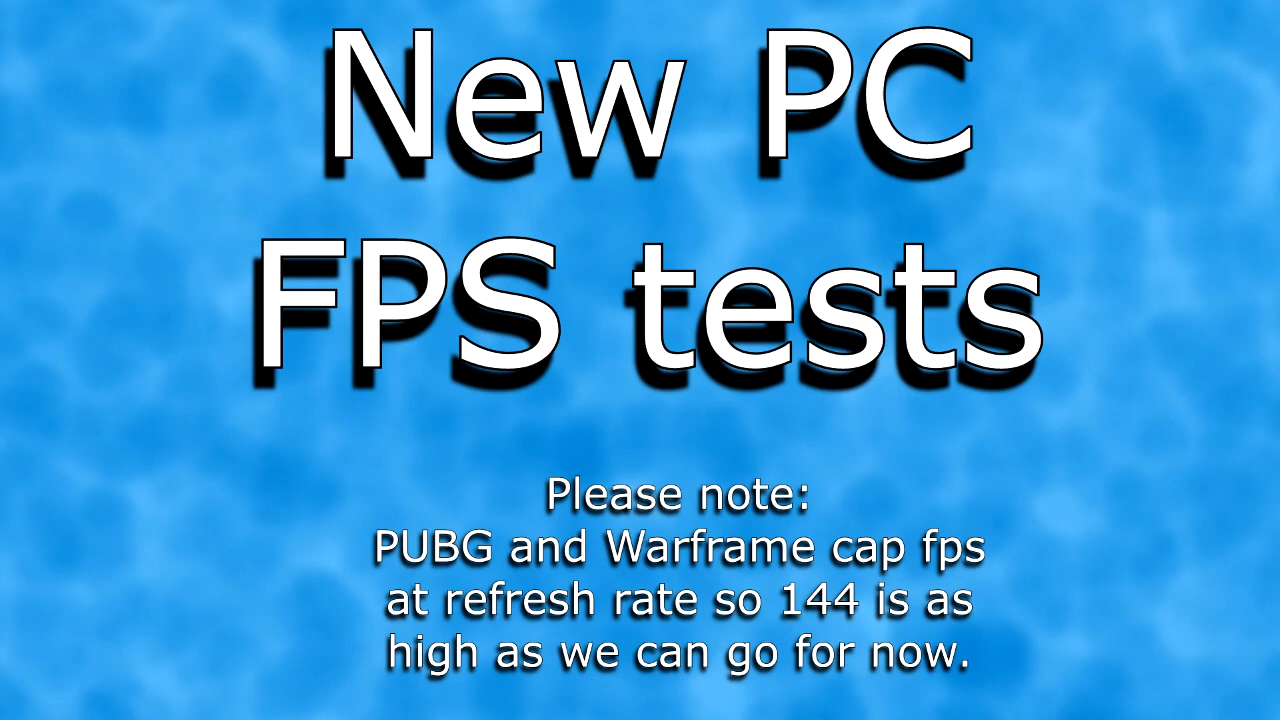 New PC
FPS tests
Please note:
PUBG and Warframe cap fps
at refresh rate so 144 is as
high as we can go for now.